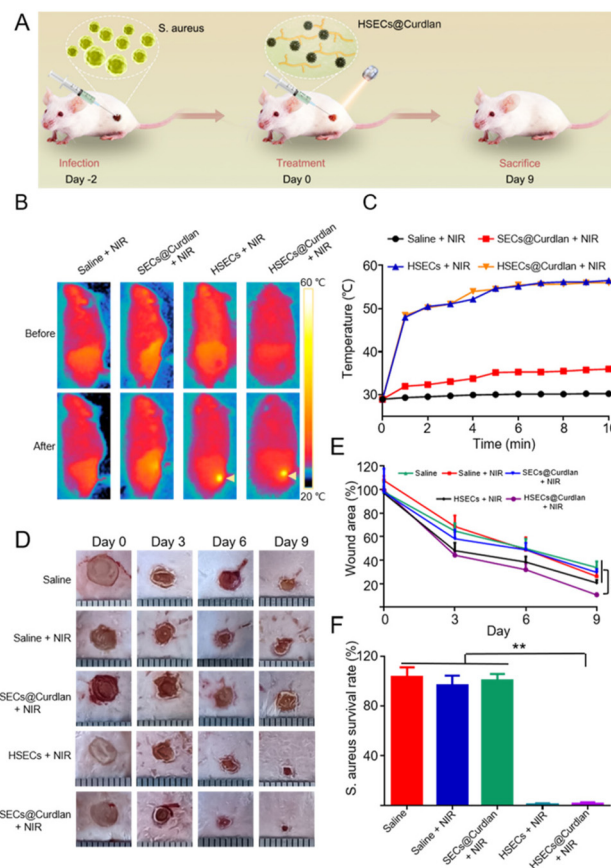 A
S. aureus
HSECs@Curdlan
Infection
Treatment
Sacrifice
Day -2
Day 0
Day 9
B
Saline + NIR
SECs@Curdlan
+ NIR
HSECs + NIR
HSECs@Curdlan
+ NIR
60 °C
Before
After
20 °C
C
Saline + NIR
SECs@Curdlan + NIR
HSECs + NIR
HSECs@Curdlan + NIR
Temperature (℃)
60
50
40
30
0
2
4
6
8
10
Time (min)
D
Day 0
Day 3
Day 6
Day 9
Saline
Saline + NIR
SECs@Curdlan
+ NIR
HSECs + NIR
SECs@Curdlan
+ NIR
E
Saline
Saline + NIR
SECs@Curdlan
+ NIR
HSECs + NIR
HSECs@Curdlan
+ NIR
Wound area (%)
120
100
80
60
40
20
0
0
3
6
9
Day
F
**
S. aureus survival rate (%)
120
80
40
0
Saline
Saline + NIR
SECs@Curdlan
+ NIR
HSECs + NIR
HSECs@Curdlan
+ NIR